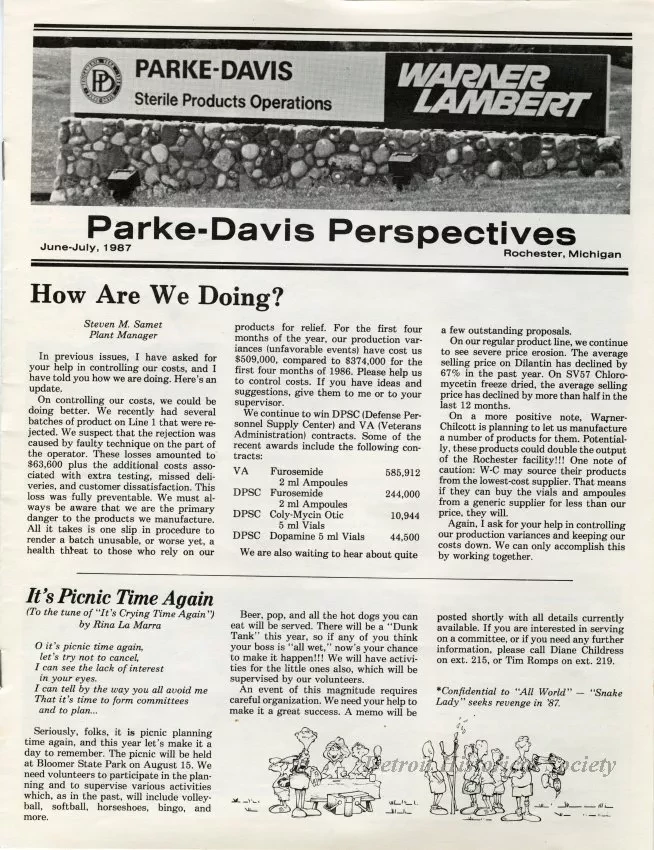 PARKE-DAVIS
Sterile Products Operations
WARNER
LAMBERT
PD
Parke-Davis Perspectives
June-July, 1987
Rochester, Michigan
How Are We Doing?
Steven M. Samet
Plant Manager
In previous issues, I have asked for
your help in controlling our costs, and I
have told you how we are doing. Here's an
update.
On controlling our costs, we could be
doing better. We recently had several
batches of product on Line 1 that were re-
jected. We suspect that the rejection was
caused by faulty technique on the part of
the operator. These losses amounted to
$63,600 plus the additional costs asso-
ciated with extra testing, missed deli-
veries, and customer dissatisfaction. This
loss was fully preventable. We must al-
ways be aware that we are the primary
danger to the products we manufacture.
All it takes is one slip in procedure to
render a batch unusable, or worse yet, a
health threat to those who rely on our
products for relief. For the first four
months of the year, our production var-
iances (unfavorable events) have cost us
$509,000, compared to $374,000 for the
first four months of 1986. Please help us
to control costs. If you have ideas and
suggestions, give them to me or to your
supervisor.
We continue to win DPSC (Defense Per-
sonnel Supply Center) and VA (Veterans
Administration) contracts. Some of the
recent awards include the following con-
tracts:
VA Furosemide 585,912
2 ml Ampoules
DPSC Furosemide 244,000
2 ml Ampoules
DPSC Coly-Mycin Otic 10,944
5 ml Vials
DPSC Dopamine 5 ml Vials 44,500
We are also waiting to hear about quite
a few outstanding proposals.
On our regular product line, we continue
to see severe price erosion. The average
selling price on Dilantin has declined by
67% in the past year. On SV57 Chloro-
mycetin freeze dried, the average selling
price has declined by more than half in the
last 12 months.
On a more positive note, Warner-
Chilcott is planning to let us manufacture
a number of products for them. Potential-
ly, these products could double the output
of the Rochester facility!!! One note of
caution: W-C may source their products
from the lowest-cost supplier. That means
if they can buy the vials and ampoules
from a generic supplier for less than our
price, they will.
Again, I ask for your help in controlling
our production variances and keeping our
costs down. We can only accomplish this
by working together.
It's Picnic Time Again
(To the tune of "It's Crying Time Again")
by Rina La Marra
O it's picnic time again,
let's try not to cancel,
I can see the lack of interest
in your eyes.
I can tell by the way you all avoid me
That it's time to form committees
and to plan...
Seriously, folks, it is picnic planning
time again, and this year let's make it a
day to remember. The picnic will be held
at Bloomer State Park on August 15. We
need volunteers to participate in the plan-
ning and to supervise various activities
which, as in the past, will include volley-
ball, softball, horseshoes, bingo, and
more.
Beer, pop, and all the hot dogs you can
eat will be served. There will be a "Dunk
Tank" this year, so if any of you think
your boss is "all wet," now's your chance
to make it happen!!! We will have activi-
ties for the little ones also, which will be
supervised by our volunteers.
An event of this magnitude requires
careful organization. We need your help to
make it a great success. A memo will be
posted shortly with all details currently
available. If you are interested in serving
on a committee, or if you need any further
information, please call Diane Childress
on ext. 215, or Tim Romps on ext. 219.
*Confidential to "All World" — "Snake
Lady" seeks revenge in '87.
Detroit Historical Society